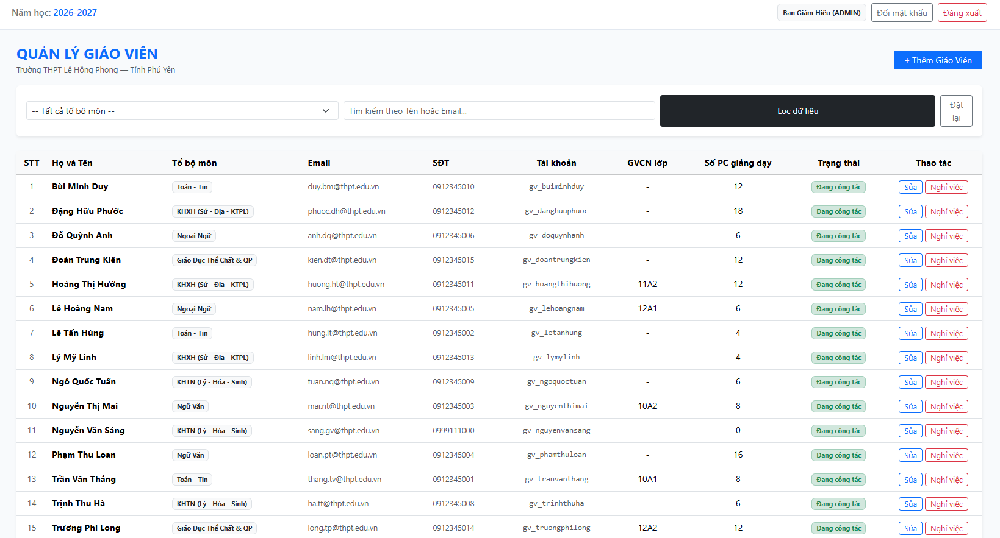 Năm học: 2026-2027 Ban Giám Hiệu (ADMIN) Đổi mật khẩu Đăng xuất
QUẢN LÝ GIÁO VIÊN
Trường THPT Lê Hồng Phong — Tỉnh Phú Yên
+ Thêm Giáo Viên
-- Tất cả tổ bộ môn -- Tìm kiếm theo Tên hoặc Email... Lọc dữ liệu Đặt lại
STT Họ và Tên Tổ bộ môn Email SĐT Tài khoản GVCN lớp Số PC giảng dạy Trạng thái Thao tác
1 Bùi Minh Duy Toán - Tin duy.bm@thpt.edu.vn 0912345010 gv_buiminhduy - 12 Đang công tác Sửa Nghỉ việc
2 Đặng Hữu Phước KHXH (Sử - Địa - KTPL) phuoc.dh@thpt.edu.vn 0912345012 gv_danghuuphuoc - 18 Đang công tác Sửa Nghỉ việc
3 Đỗ Quỳnh Anh Ngoại Ngữ anh.dq@thpt.edu.vn 0912345006 gv_doquynhanh - 6 Đang công tác Sửa Nghỉ việc
4 Đoàn Trung Kiên Giáo Dục Thể Chất & QP kien.dt@thpt.edu.vn 0912345015 gv_doantrungkien - 12 Đang công tác Sửa Nghỉ việc
5 Hoàng Thị Hường KHXH (Sử - Địa - KTPL) huong.ht@thpt.edu.vn 0912345011 gv_hoangthihuong 11A2 12 Đang công tác Sửa Nghỉ việc
6 Lê Hoàng Nam Ngoại Ngữ nam.lh@thpt.edu.vn 0912345005 gv_lehoangnam 12A1 6 Đang công tác Sửa Nghỉ việc
7 Lê Tấn Hùng Toán - Tin hung.lt@thpt.edu.vn 0912345002 gv_letanhung - 4 Đang công tác Sửa Nghỉ việc
8 Lý Mỹ Linh KHXH (Sử - Địa - KTPL) linh.lm@thpt.edu.vn 0912345013 gv_lymylinh - 4 Đang công tác Sửa Nghỉ việc
9 Ngô Quốc Tuấn KHTN (Lý - Hóa - Sinh) tuan.nq@thpt.edu.vn 0912345009 gv_ngoquoctuan - 6 Đang công tác Sửa Nghỉ việc
10 Nguyễn Thị Mai Ngữ Văn mai.nt@thpt.edu.vn 0912345003 gv_nguyenthimai 10A2 8 Đang công tác Sửa Nghỉ việc
11 Nguyễn Văn Sáng KHTN (Lý - Hóa - Sinh) sang.gv@thpt.edu.vn 0999111000 gv_nguyenvansang - 0 Đang công tác Sửa Nghỉ việc
12 Phạm Thu Loan Ngữ Văn loan.pt@thpt.edu.vn 0912345004 gv_phamthuloan - 16 Đang công tác Sửa Nghỉ việc
13 Trần Văn Thắng Toán - Tin thang.tv@thpt.edu.vn 0912345001 gv_tranvanthang 10A1 8 Đang công tác Sửa Nghỉ việc
14 Trịnh Thu Hà KHTN (Lý - Hóa - Sinh) ha.tt@thpt.edu.vn 0912345008 gv_trinhthuha - 6 Đang công tác Sửa Nghỉ việc
15 Trương Phi Long Giáo Dục Thể Chất & QP long.tp@thpt.edu.vn 0912345014 gv_truongphilong 12A2 12 Đang công tác Sửa Nghỉ việc